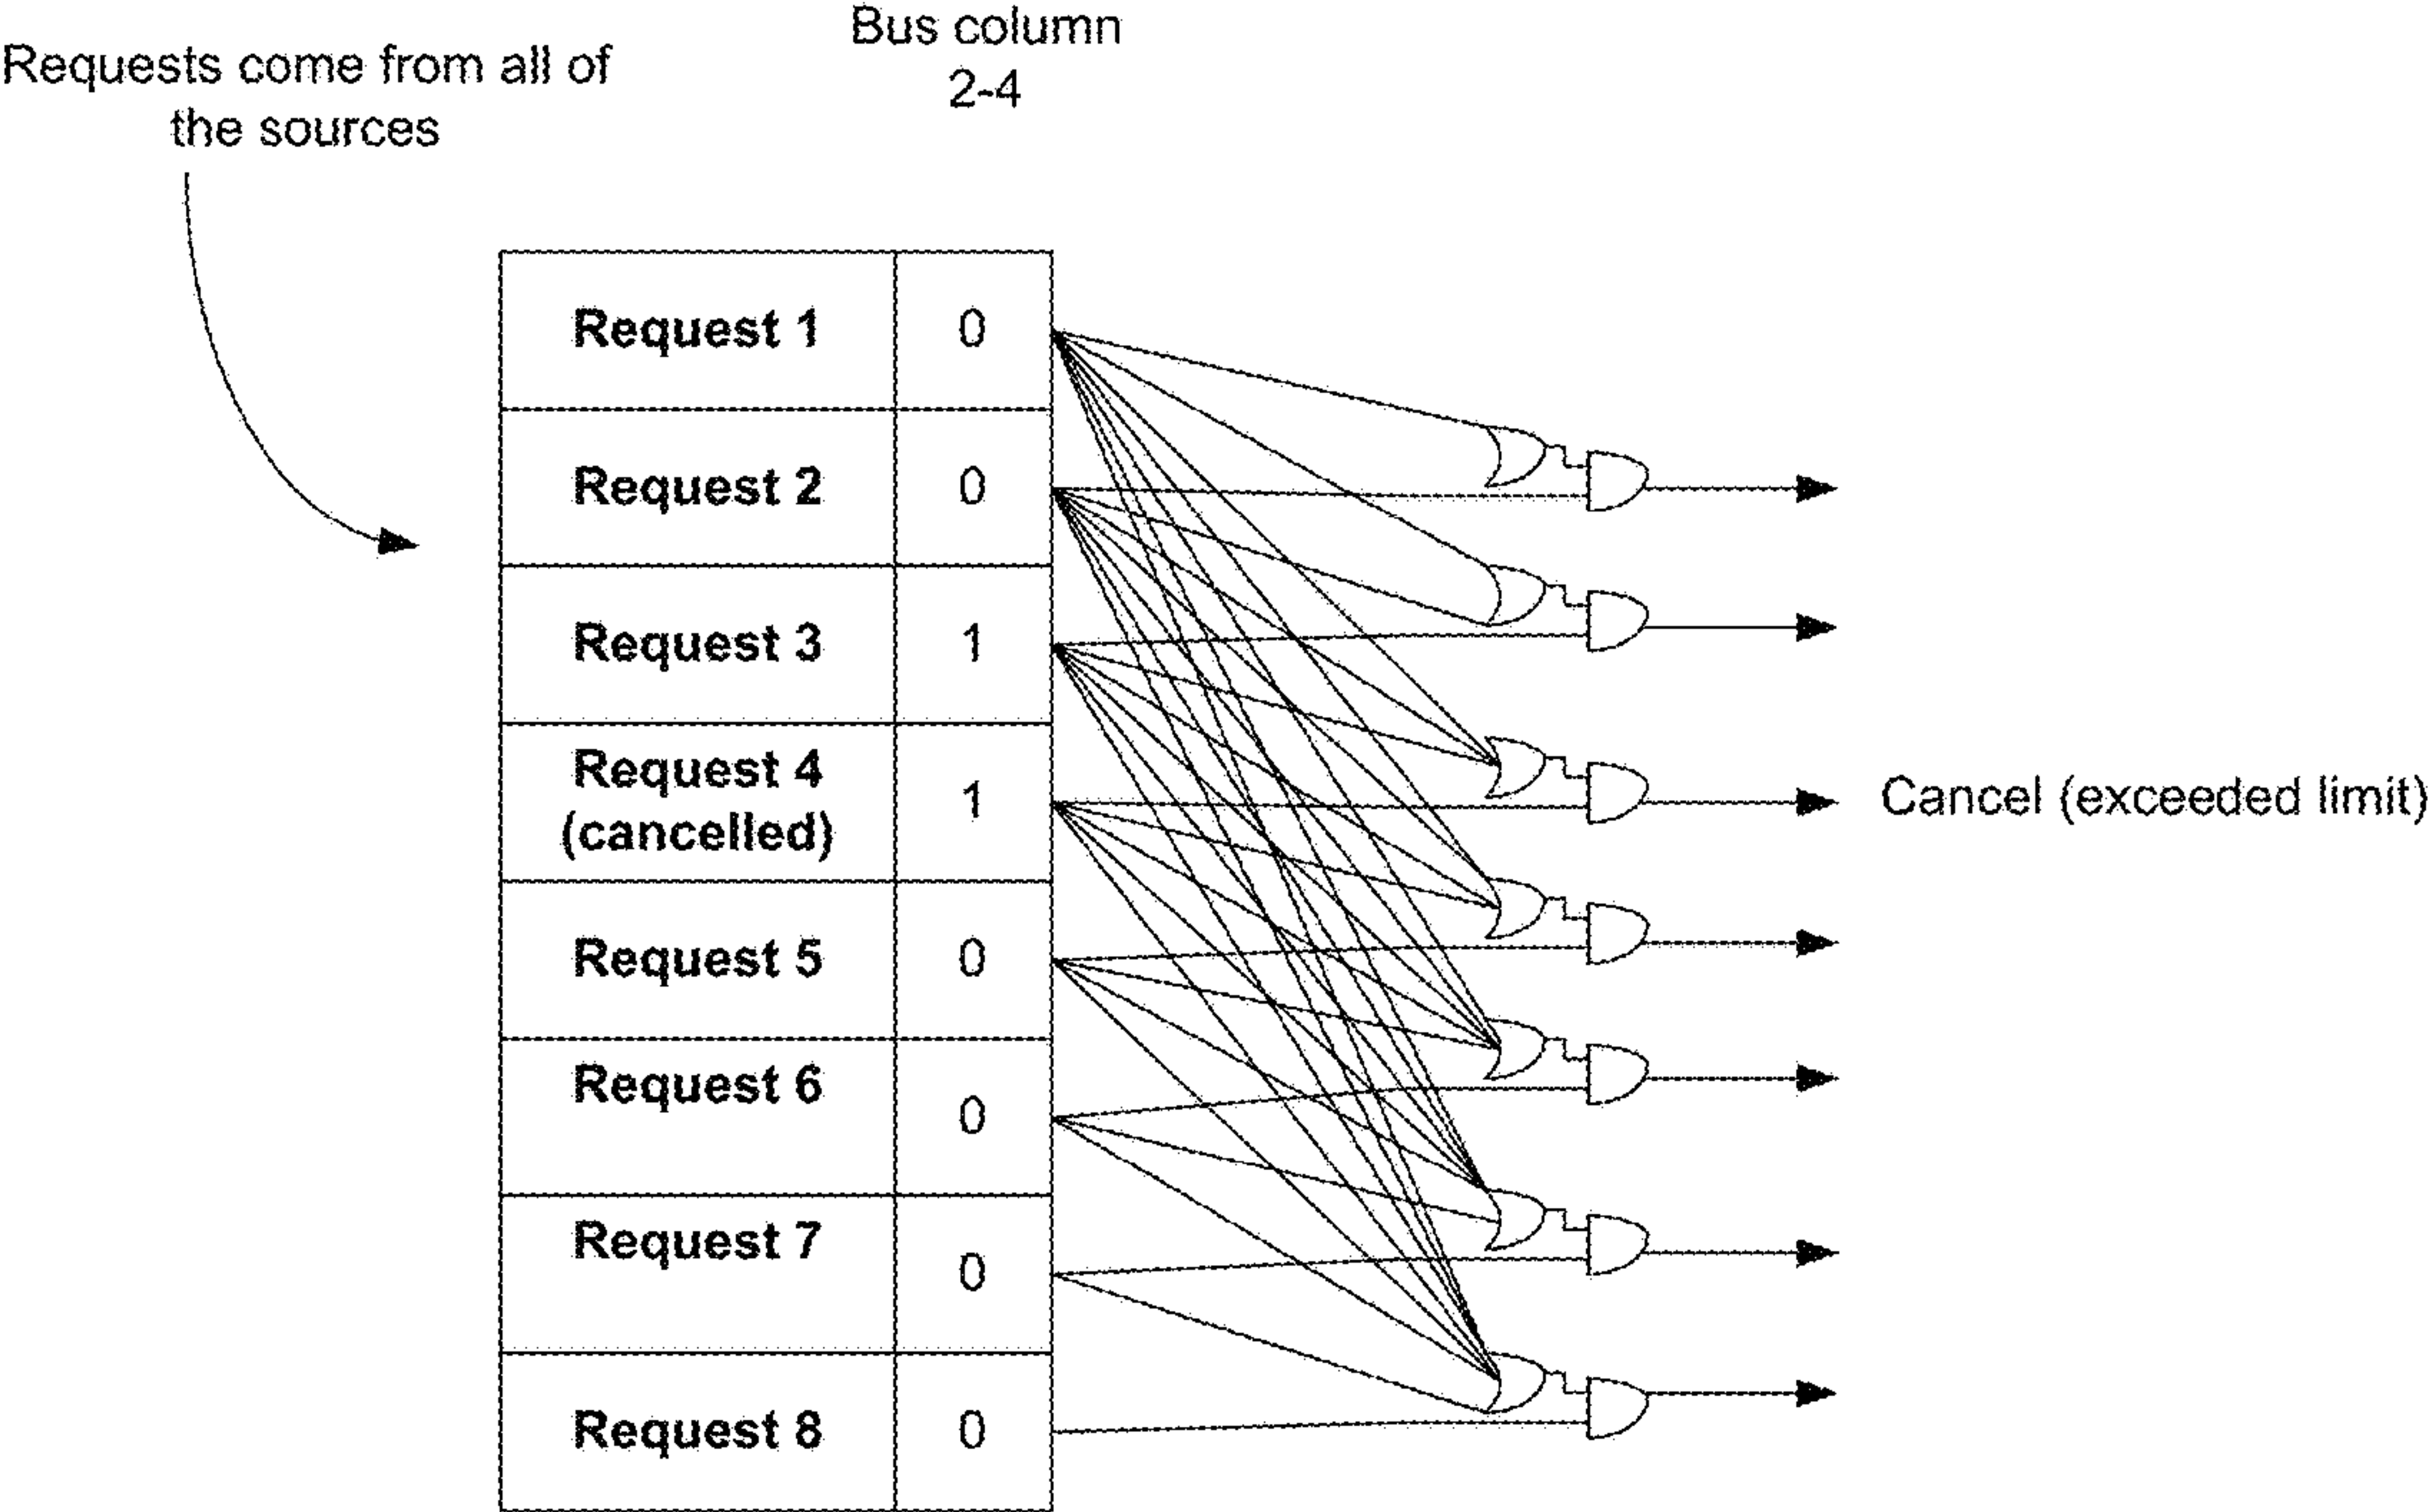 Bus column
2-4
Requests come from all of
the sources
Request 1 0
Request 2 0
Request 3 1
Request 4
(cancelled)
1
Request 5 0
Request 6
0
Request 7
0
Request 8 0
Cancel (exceeded limit)